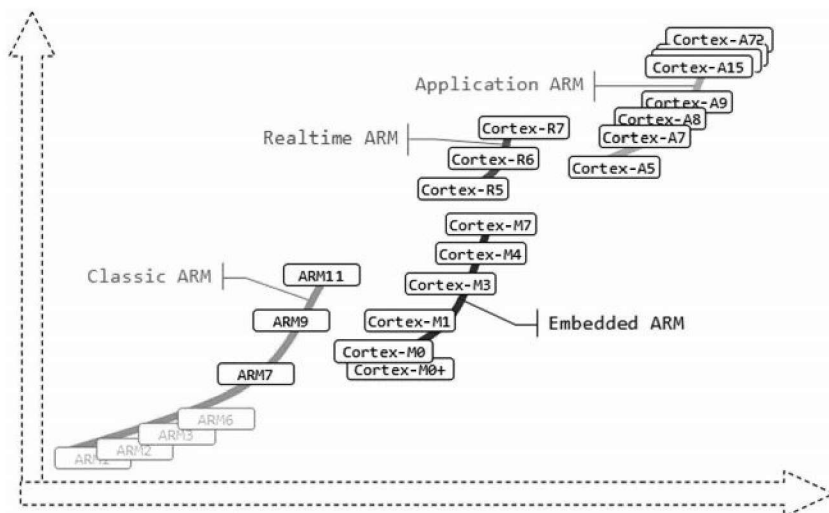 Cortex-A72
Cortex-A15
Application ARM
Cortex-A9
Cortex-A8
Cortex-R7
Cortex-A7
Realtime ARM
Cortex-R6
Cortex-A5
Cortex-R5
Cortex-M7
Cortex-M4
ARM11
Classic ARM
Cortex-M3
ARM9
Cortex-M1
Embedded ARM
Cortex-M0
Cortex-M0+
ARM7
ARM6
ARM3
ARM2
ARM1